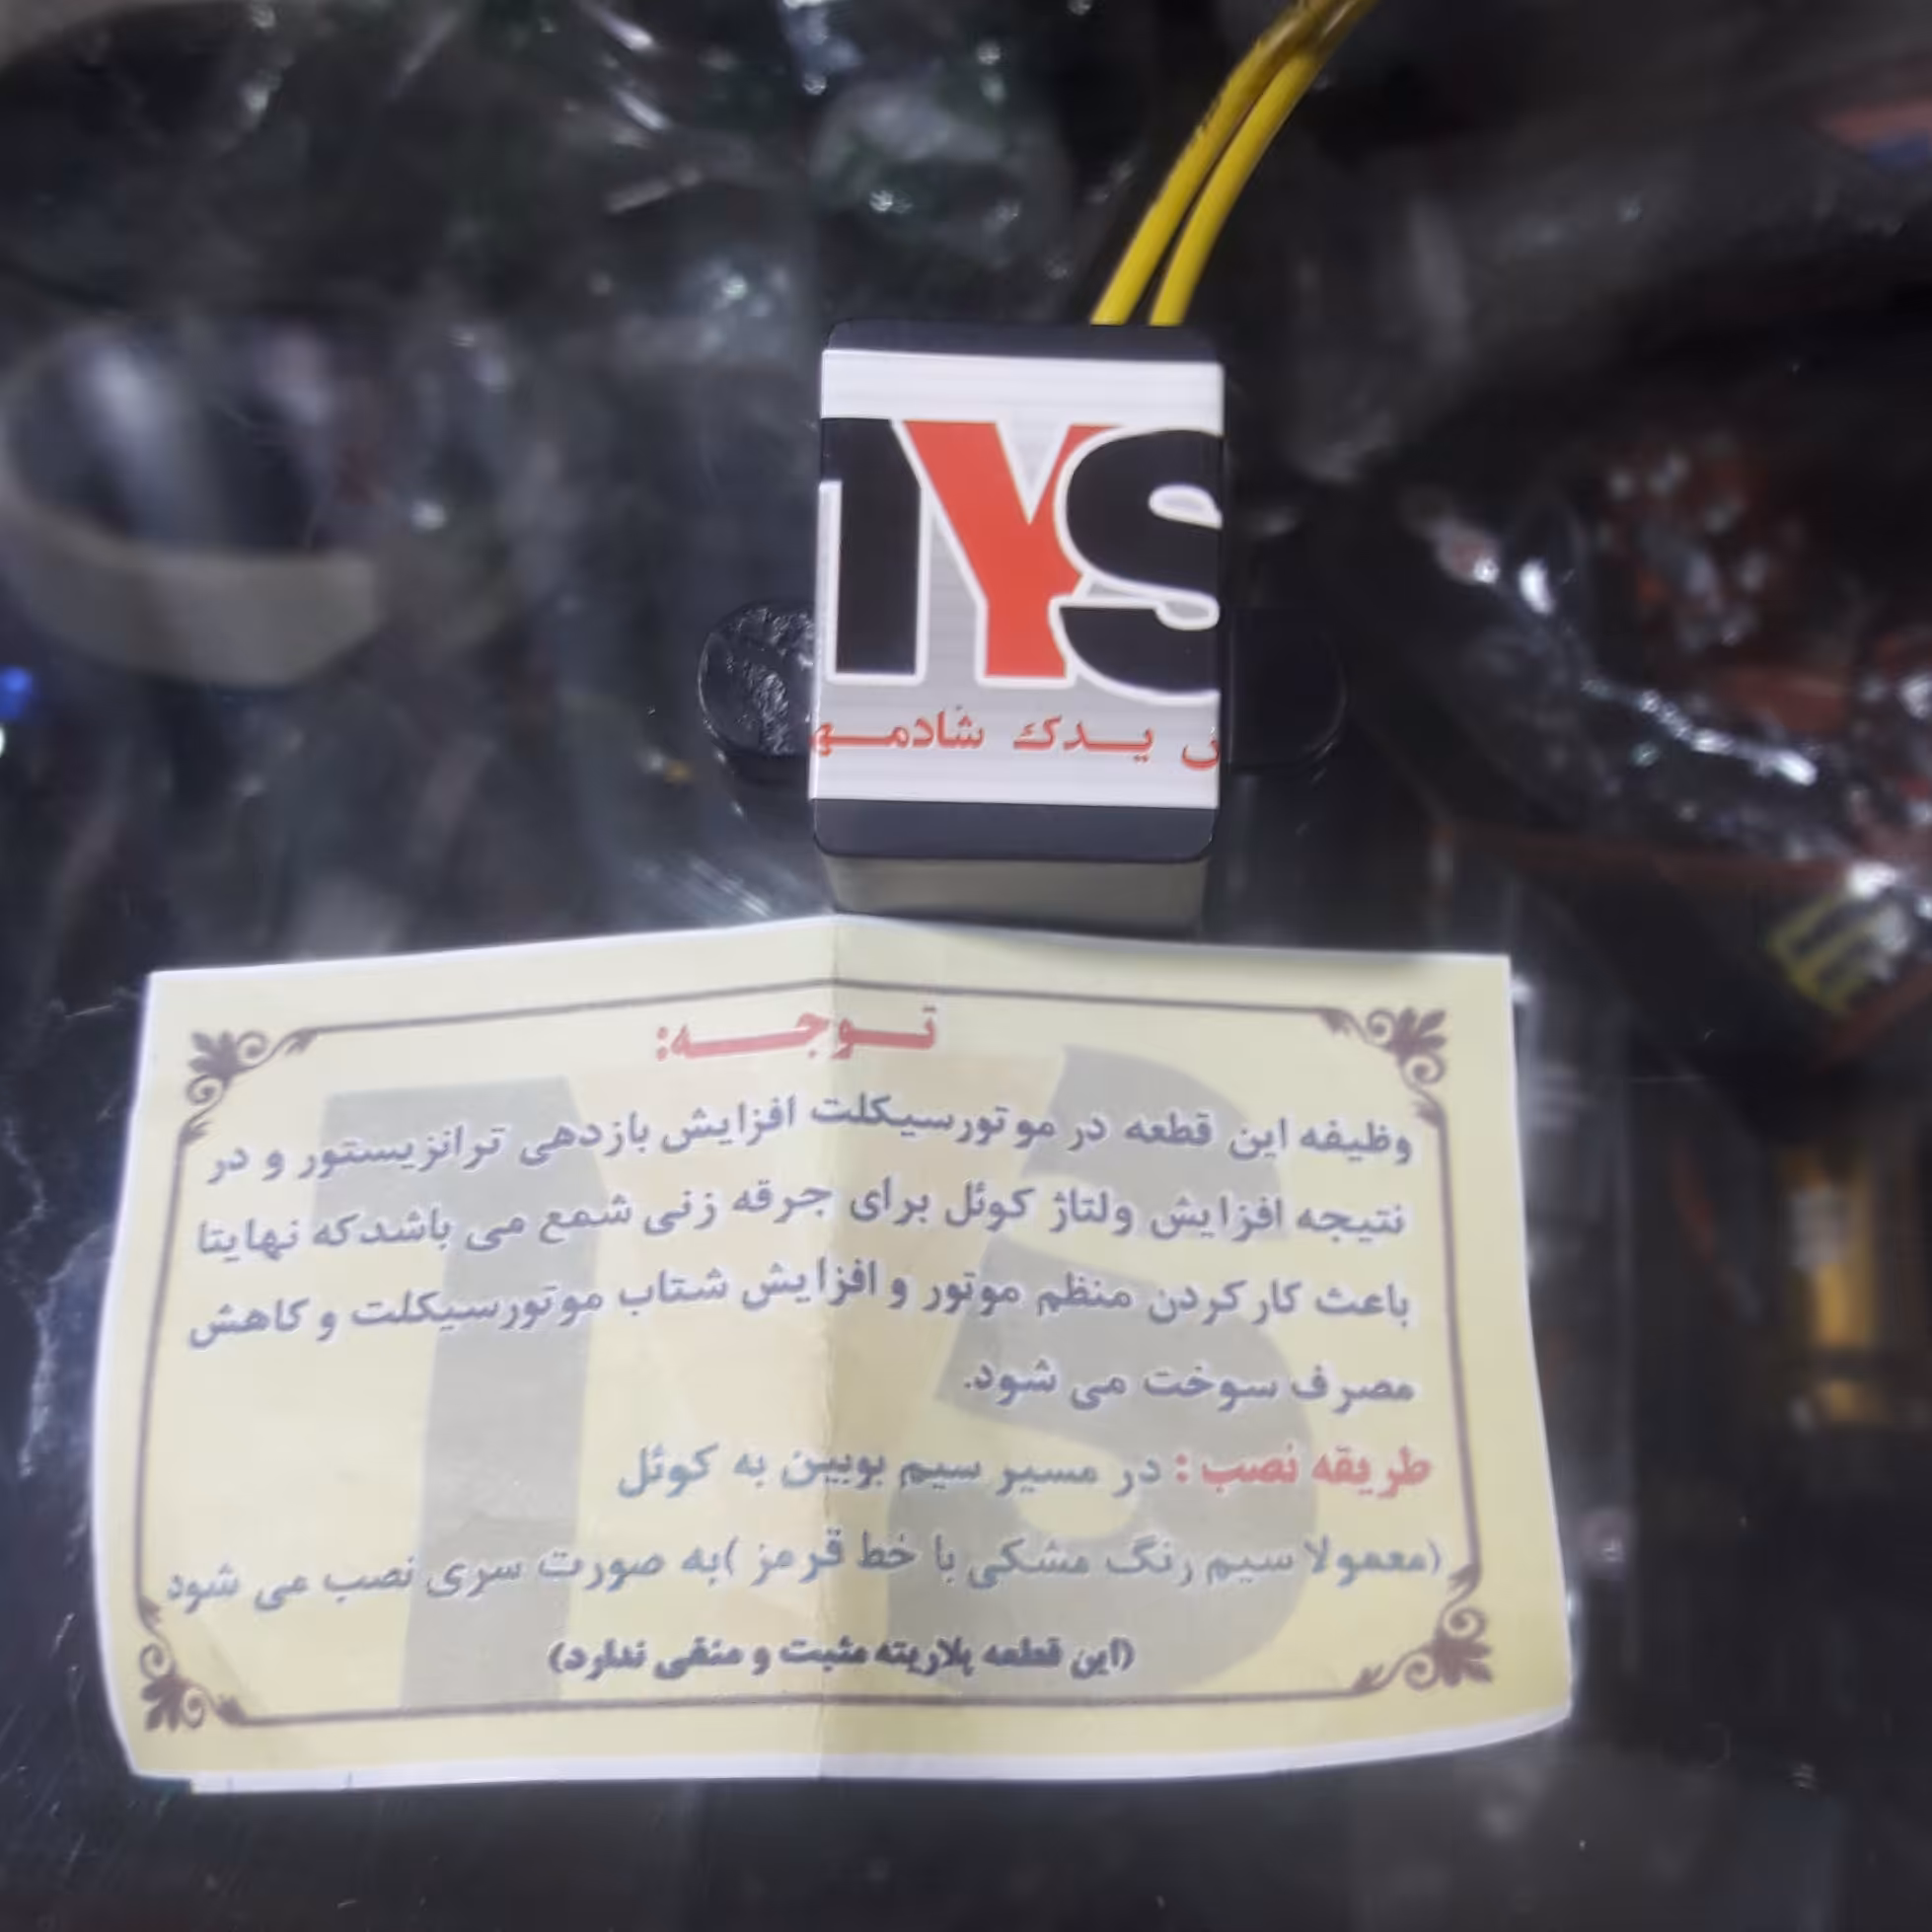 1YS
یدک شادمه
توجه:
وظیفه این قطعه در موتورسیکلت افزایش بازدهی ترانزیستور و در
نتیجه افزایش ولتاژ کوئل برای جرقه زنی شمع می باشدکه نهایتا
باعث کارکردن منظم موتور و افزایش شتاب موتورسیکلت و کاهش
مصرف سوخت می شود.
طریقه نصب : در مسیر سیم بوبین به کوئل
(معمولا سیم رنگ مشکی با خط قرمز )به صورت سری نصب می شود
(این قطعه پلاریته مثبت و منفی ندارد)